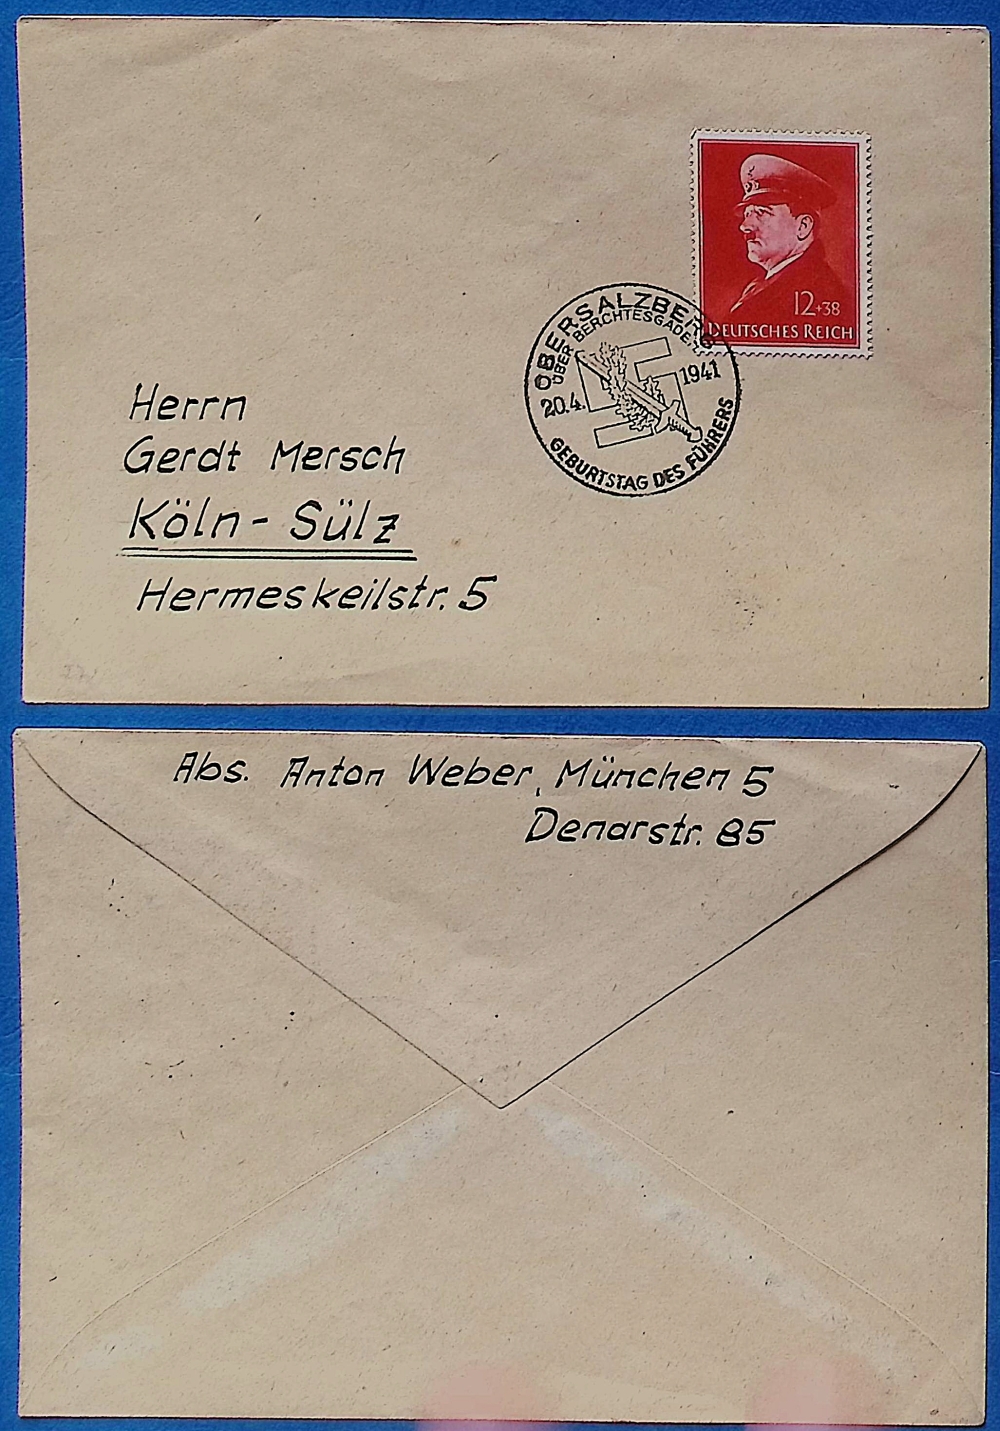 12+38
DEUTSCHES REICH
OBERSALZBERG
ÜBER BERCHTESGADEN
20.4. 1941
GEBURTSTAG DES FÜHRERS
Herrn
Gerdt Mersch
Köln-Sülz
Hermeskeilstr. 5
Abs. Anton Weber, München 5
Denarstr. 85